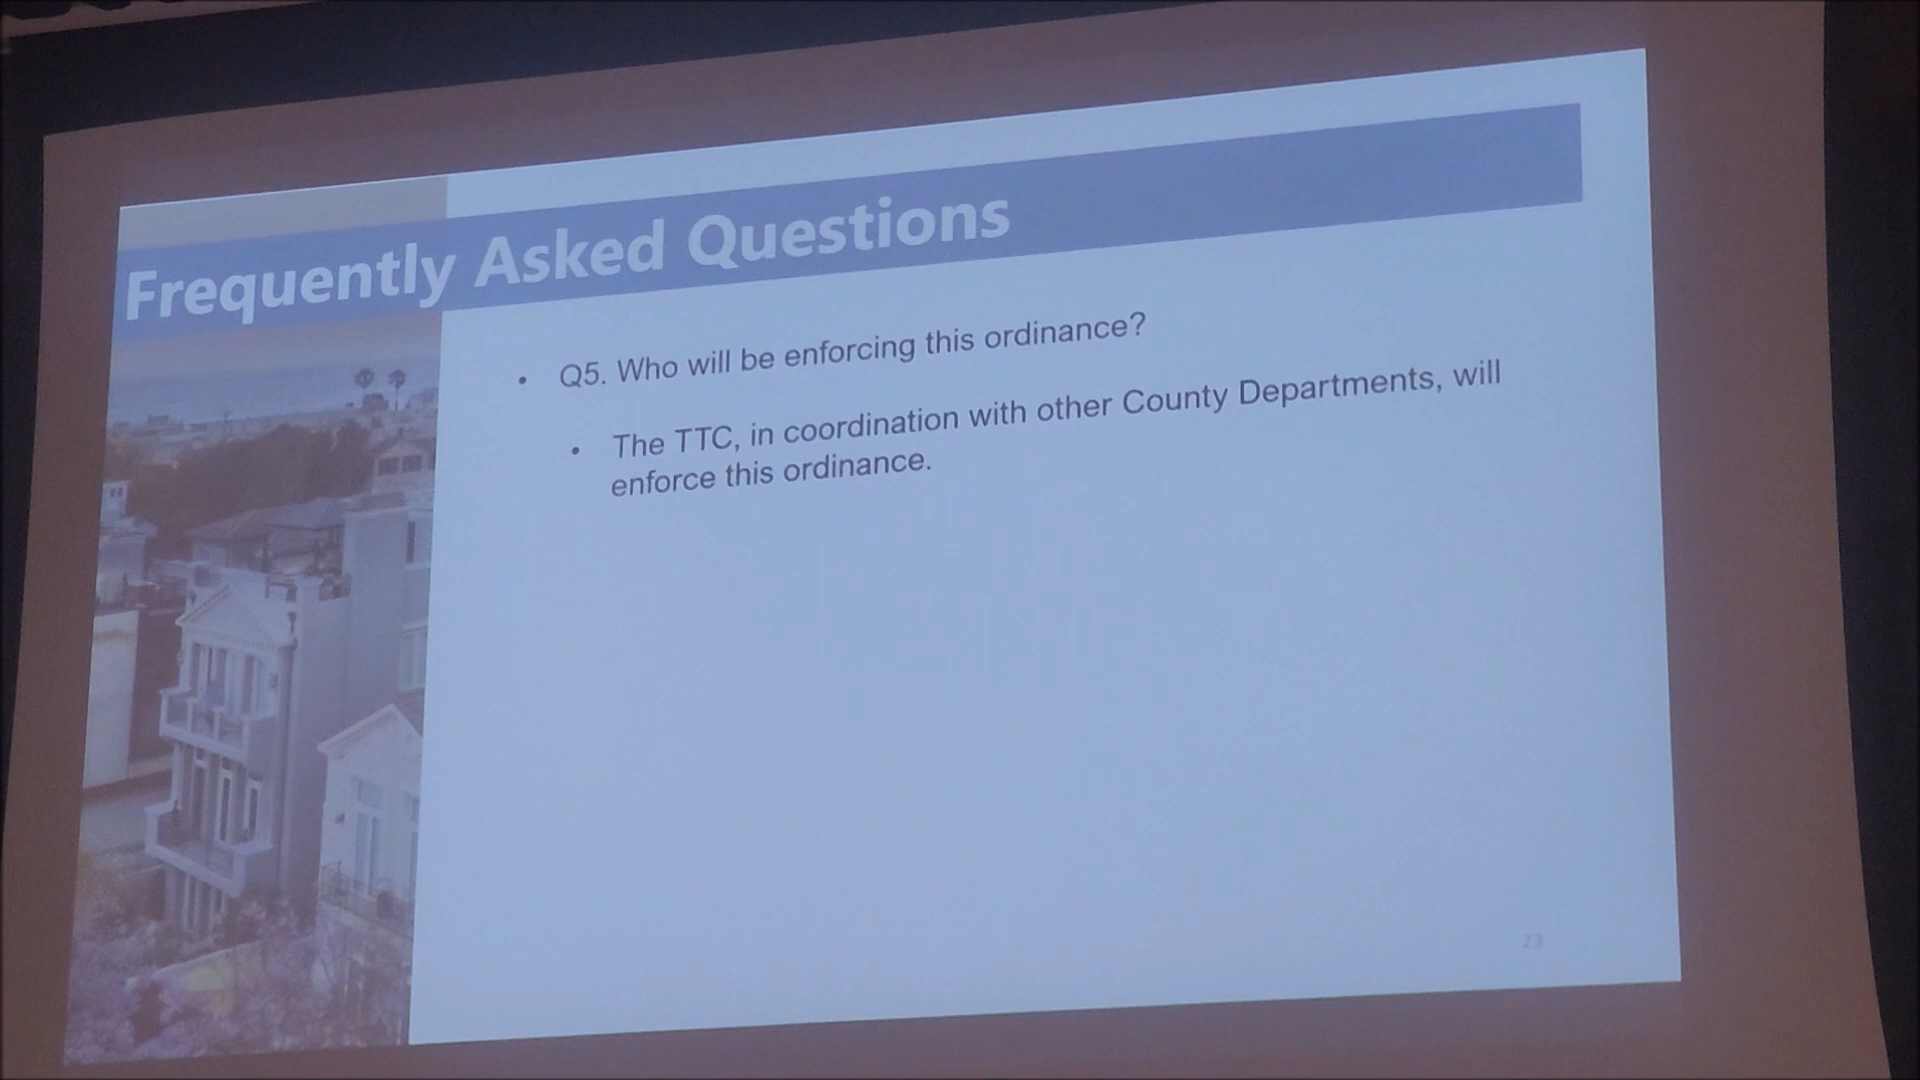 Frequently Asked Questions
• Q5. Who will be enforcing this ordinance?
• The TTC, in coordination with other County Departments, will
enforce this ordinance.
23